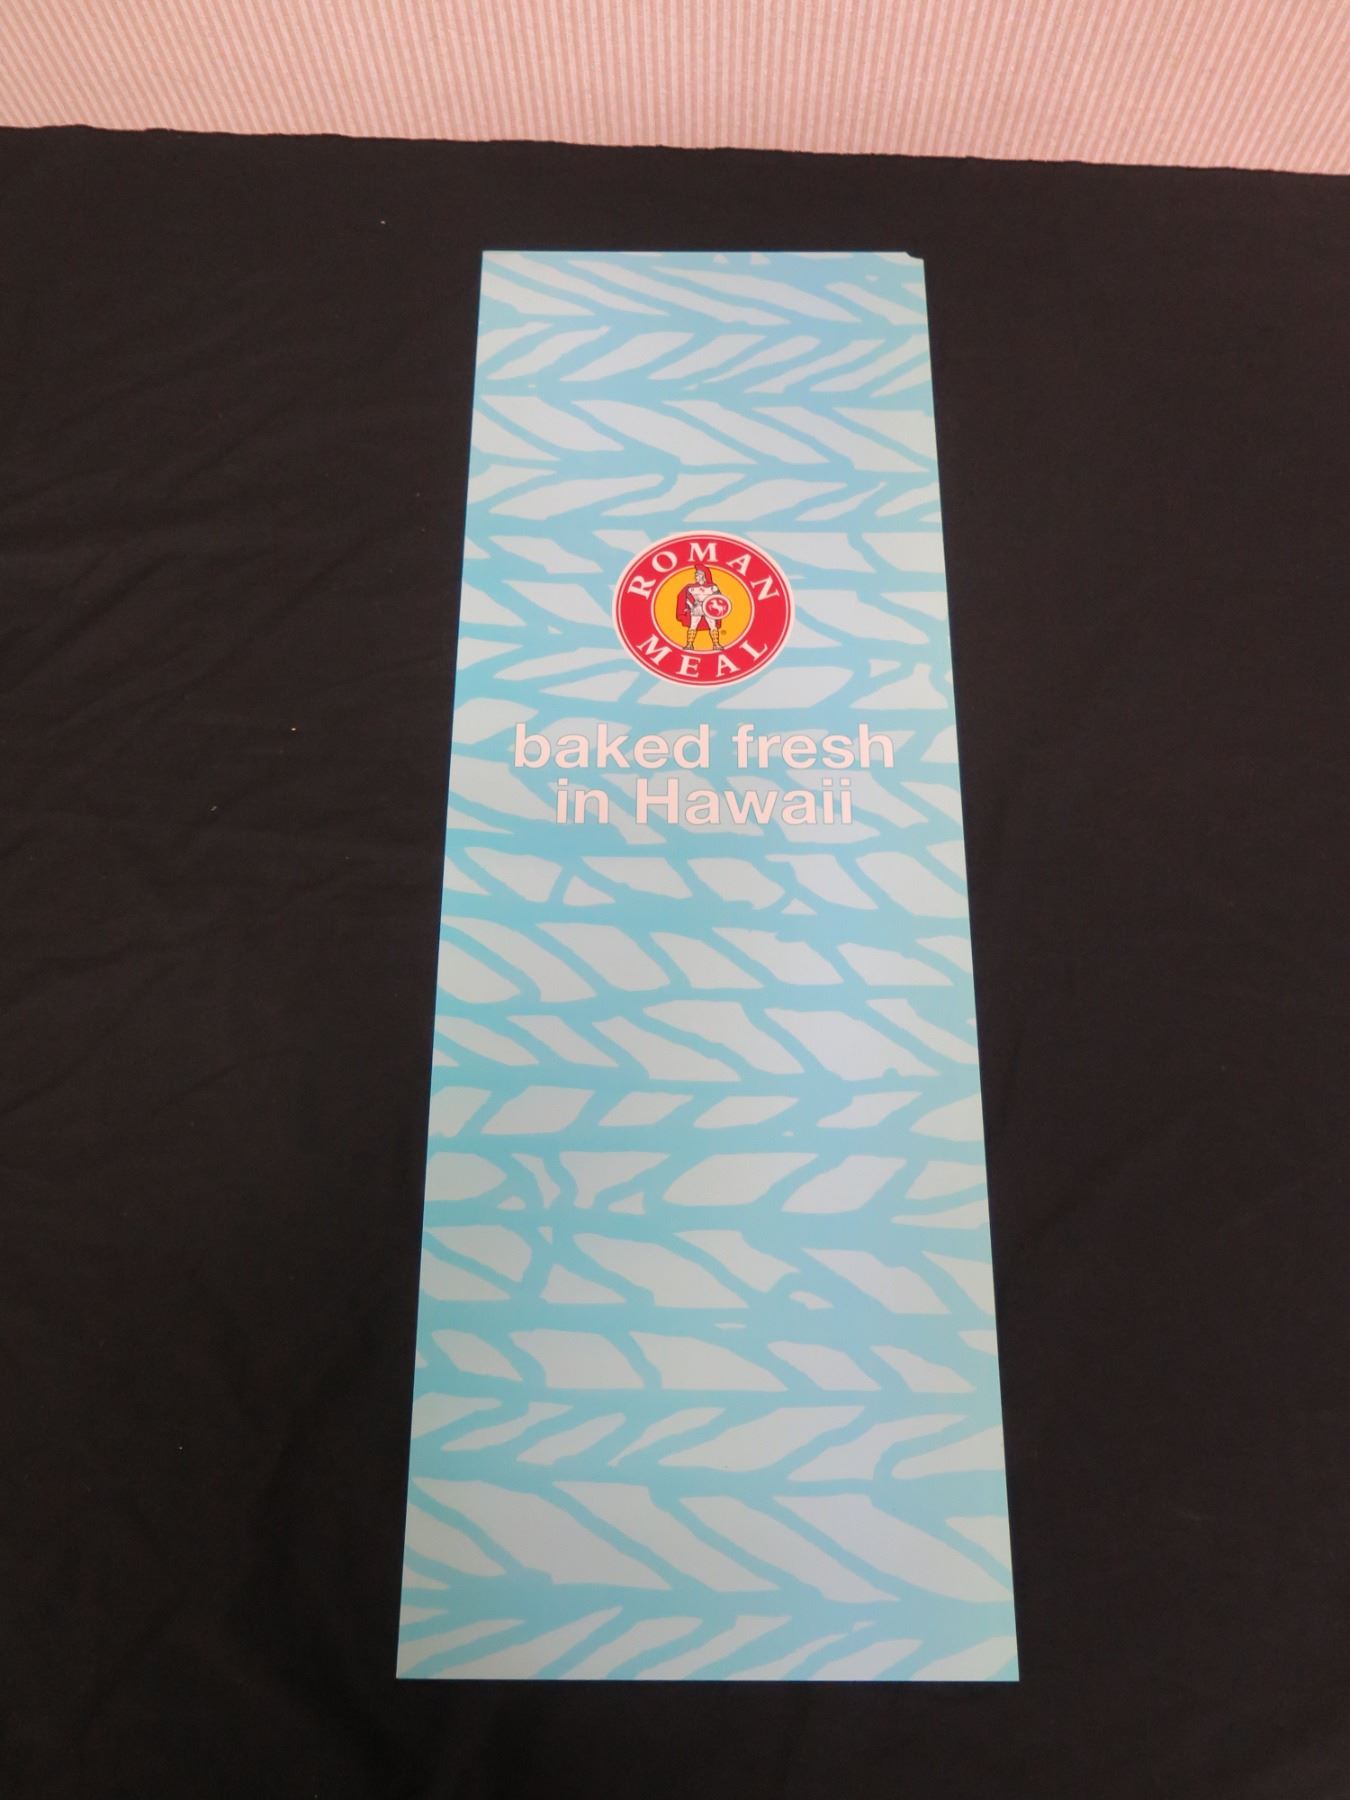 ROMAN
MEAL
baked fresh
in Hawaii